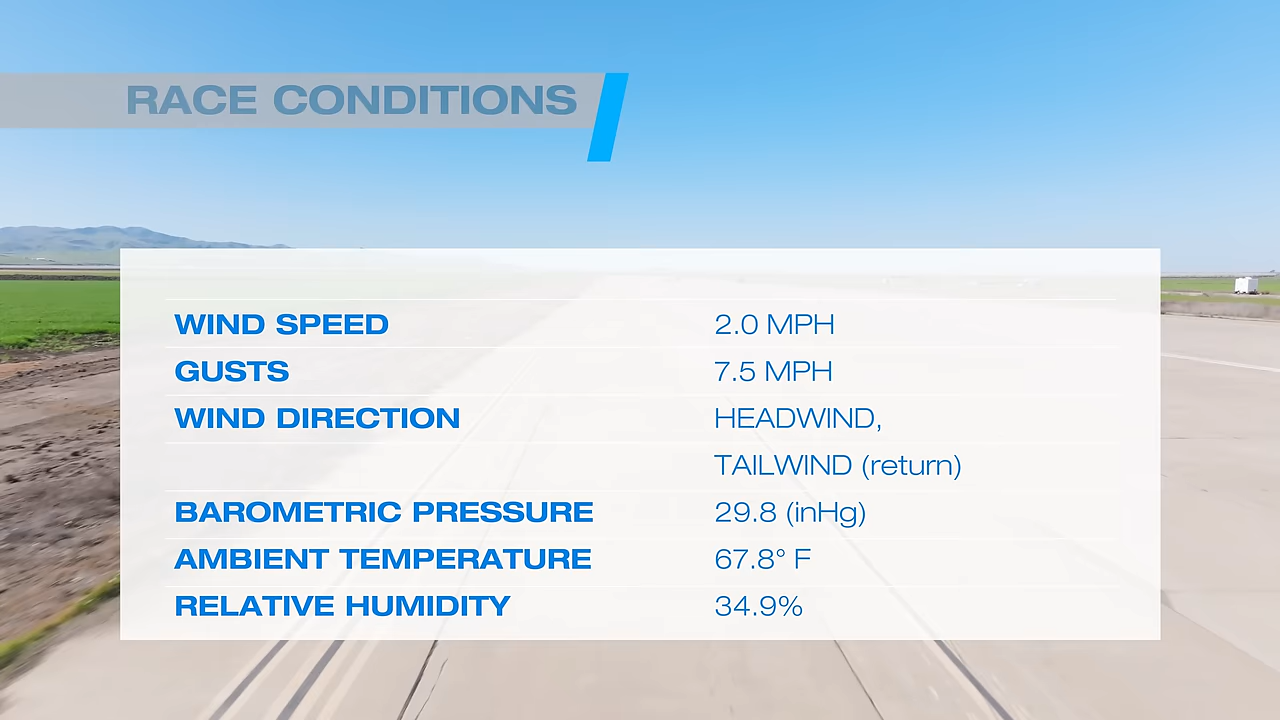 RACE CONDITIONS
WIND SPEED 2.0 MPH
GUSTS 7.5 MPH
WIND DIRECTION HEADWIND,
TAILWIND (return)
BAROMETRIC PRESSURE 29.8 (inHg)
AMBIENT TEMPERATURE 67.8° F
RELATIVE HUMIDITY 34.9%